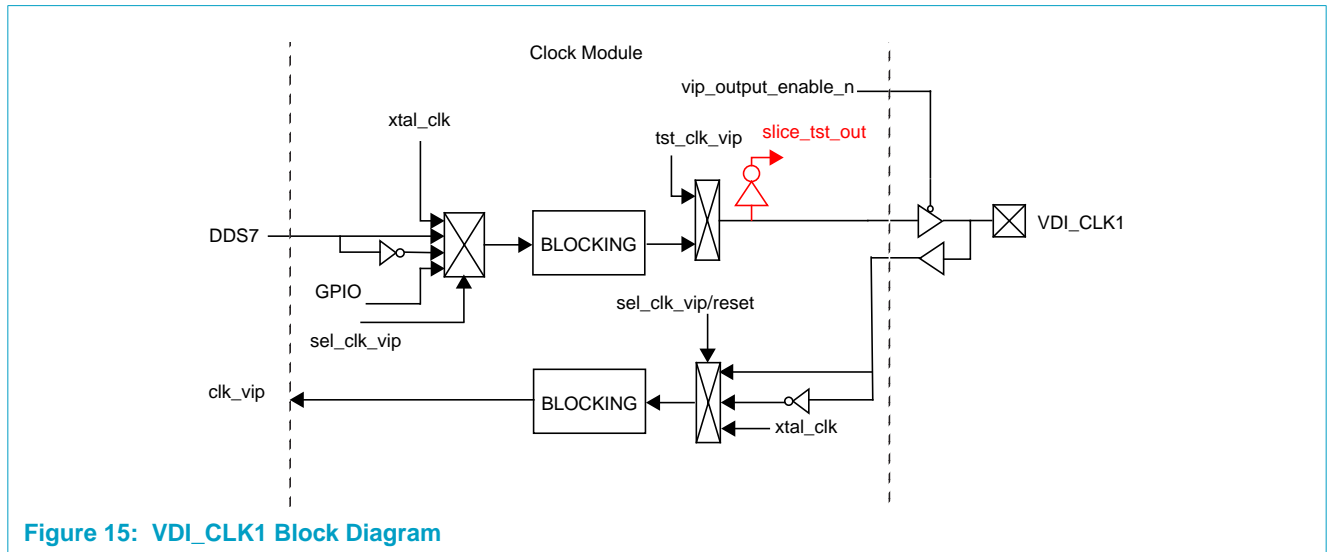 Clock Module
vip_output_enable_n
xtal_clk
tst_clk_vip
slice_tst_out
DDS7
BLOCKING
VDI_CLK1
GPIO
sel_clk_vip
sel_clk_vip/reset
clk_vip
BLOCKING
xtal_clk
Figure 15: VDI_CLK1 Block Diagram